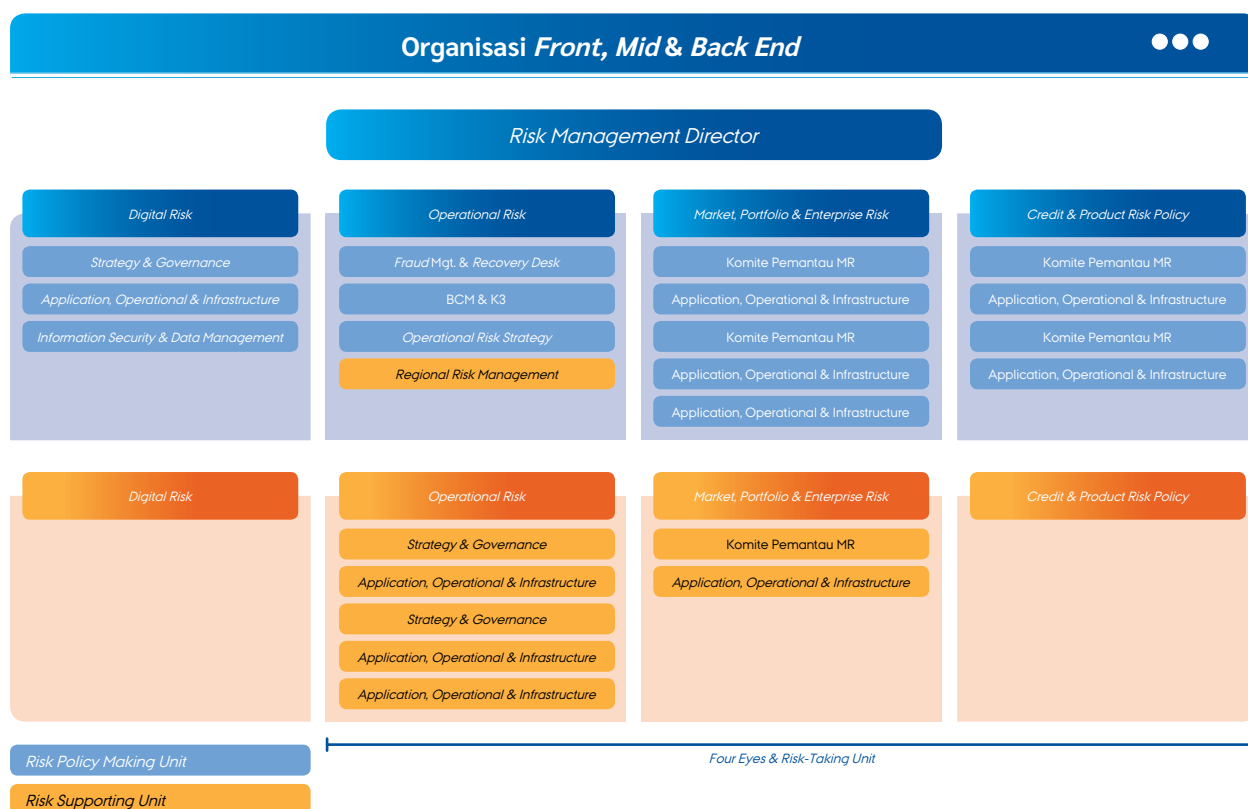 Organisasi Front, Mid & Back End
Risk Management Director
Digital Risk
Strategy & Governance
Application, Operational & Infrastructure
Information Security & Data Management
Operational Risk
Fraud Mgt. & Recovery Desk
BCM & K3
Operational Risk Strategy
Regional Risk Management
Market, Portfolio & Enterprise Risk
Komite Pemantau MR
Application, Operational & Infrastructure
Komite Pemantau MR
Application, Operational & Infrastructure
Application, Operational & Infrastructure
Credit & Product Risk Policy
Komite Pemantau MR
Application, Operational & Infrastructure
Komite Pemantau MR
Application, Operational & Infrastructure
Digital Risk
Operational Risk
Strategy & Governance
Application, Operational & Infrastructure
Strategy & Governance
Application, Operational & Infrastructure
Application, Operational & Infrastructure
Market, Portfolio & Enterprise Risk
Komite Pemantau MR
Application, Operational & Infrastructure
Credit & Product Risk Policy
Risk Policy Making Unit
Risk Supporting Unit
Four Eyes & Risk-Taking Unit